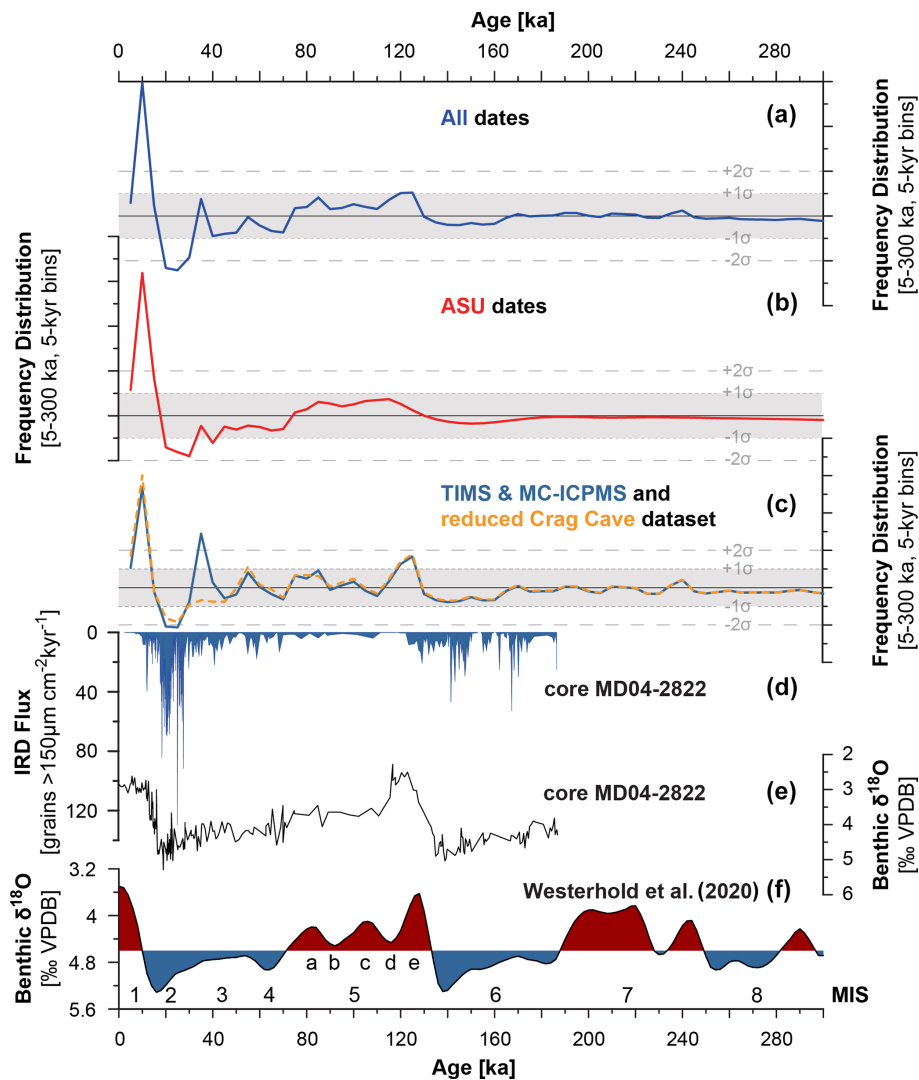 Age [ka]
0 40 80 120 160 200 240 280
All dates
(a)
Frequency Distribution
[5-300 ka, 5-kyr bins]
+2σ
+1σ
-1σ
-2σ
Frequency Distribution
[5-300 ka, 5-kyr bins]
ASU dates
(b)
+2σ
+1σ
-1σ
-2σ
TIMS & MC-ICPMS and
reduced Crag Cave dataset
(c)
Frequency Distribution
[5-300 ka, 5-kyr bins]
+2σ
+1σ
-1σ
-2σ
IRD Flux
[grains >150μm cm⁻²kyr⁻¹]
0
40
80
120
core MD04-2822
(d)
core MD04-2822
(e)
2
3
4
5
6
Benthic δ¹⁸O
[‰ VPDB]
Westerhold et al. (2020)
(f)
Benthic δ¹⁸O
[‰ VPDB]
3.2
4
4.8
5.6
a b c d e
1 2 3 4 5 6 7 8 MIS
0 40 80 120 160 200 240 280
Age [ka]